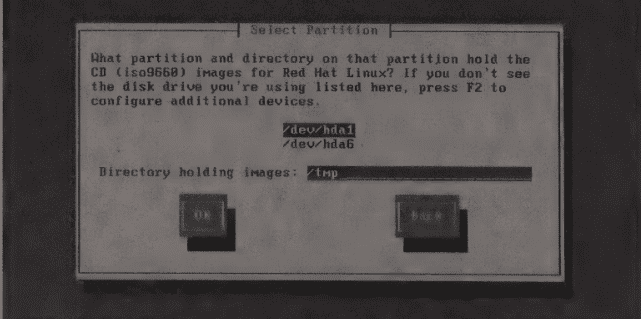 Select Partition
What partition and directory on that partition hold the
CD (iso9660) images for Red Hat Linux? If you don't see
the disk drive you're using listed here, press F2 to
configure additional devices.
/dev/hda1
/dev/hda6
Directory holding images: /tmp
OK
Back